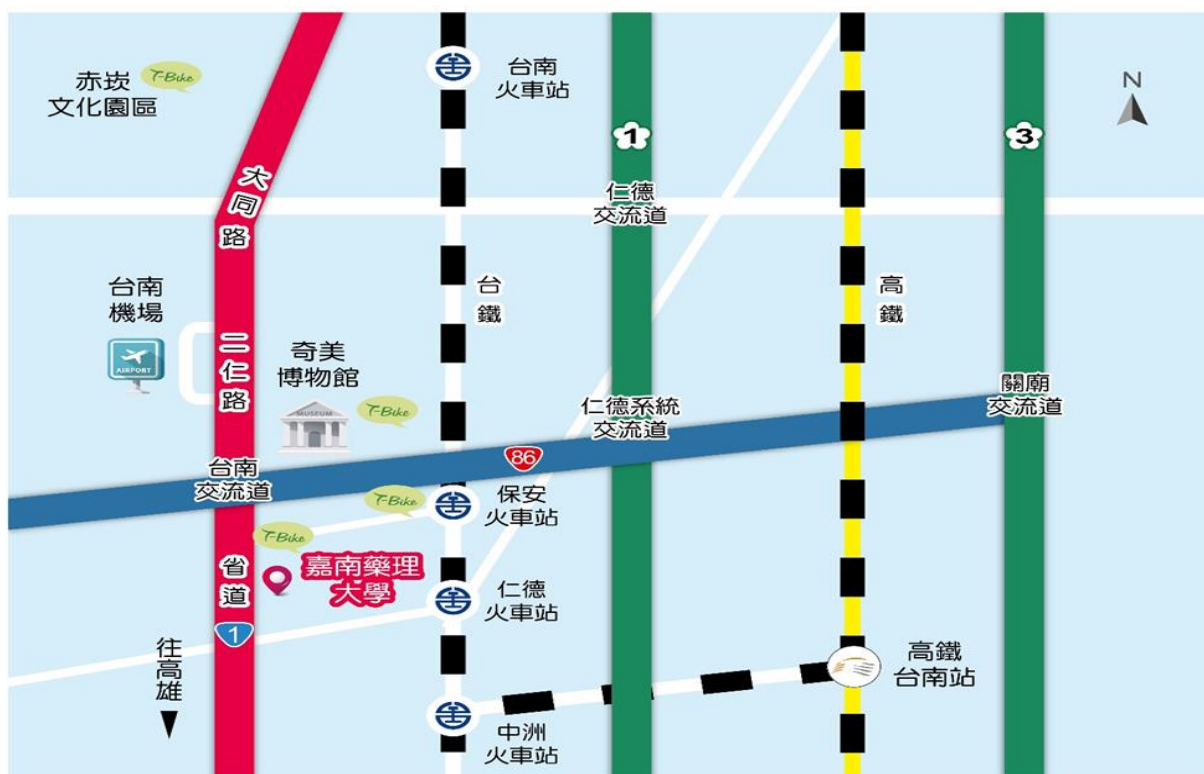 赤崁
文化園區
T-Bike
台南
火車站
1
3
N
仁德
交流道
大同路
台南
機場
AIRPORT
二仁路
奇美
博物館
MUSEUM
T-Bike
台鐵
高鐵
仁德系統
交流道
關廟
交流道
86
台南
交流道
T-Bike
保安
火車站
T-Bike
嘉南藥理
大學
省道
1
仁德
火車站
往高雄
高鐵
台南站
中洲
火車站